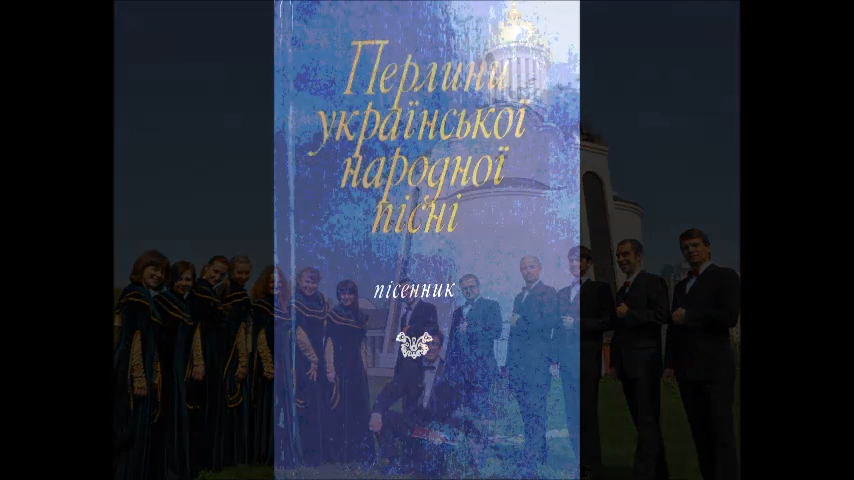 Перлини
української
народної
пісні
пісенник